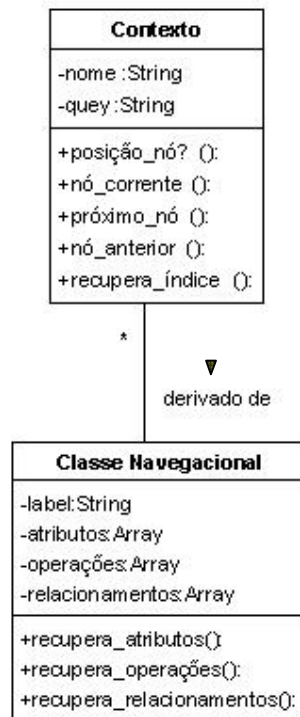 Contexto
-nome :String
-quey :String
+posição_nó? ():
+nó_corrente ():
+próximo_nó ():
+nó_anterior ():
+recupera_índice ():
*
derivado de
Classe Navegacional
-label:String
-atributos:Array
-operações:Array
-relacionamentos:Array
+recupera_atributos():
+recupera_operações():
+recupera_relacionamentos():